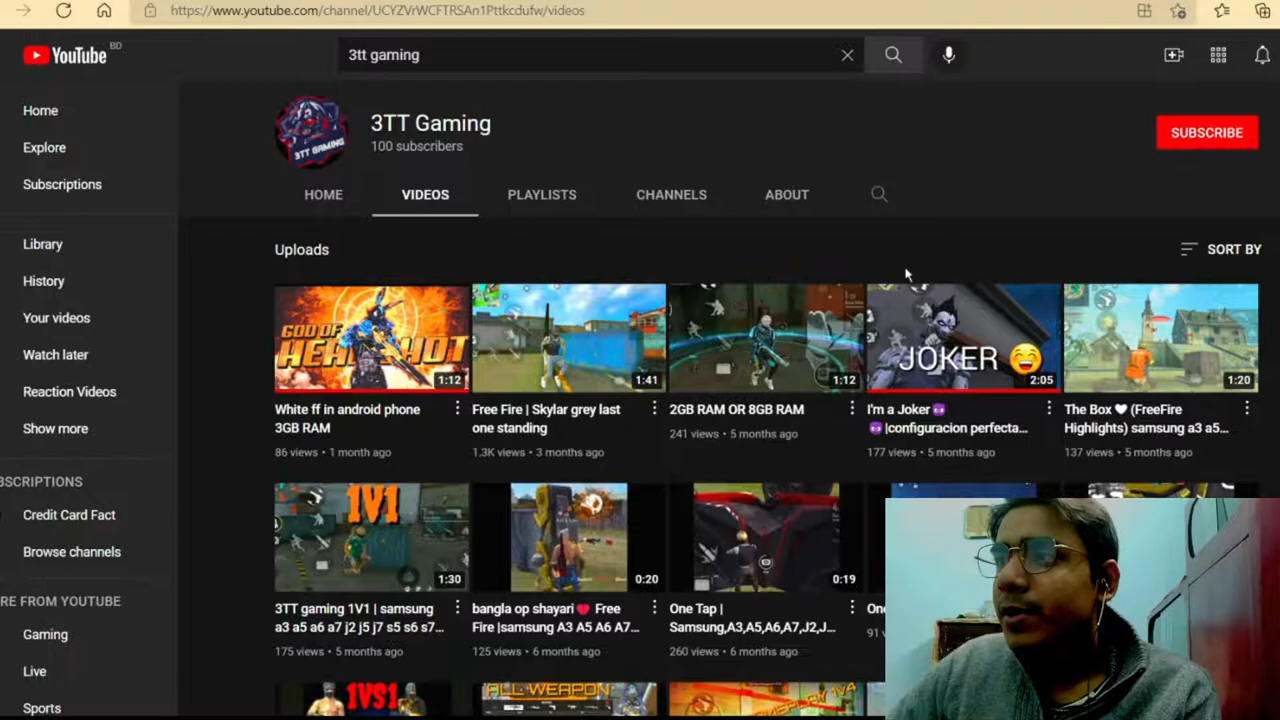 https://www.youtube.com/channel/UCYZVrWCFTRSAn1Pttkcdufw/videos
YouTube BD
3tt gaming
Home
Explore
Subscriptions
Library
History
Your videos
Watch later
Reaction Videos
Show more
BSCRIPTIONS
Credit Card Fact
Browse channels
RE FROM YOUTUBE
Gaming
Live
Sports
3TT GAMING
3TT Gaming
100 subscribers
SUBSCRIBE
HOME
VIDEOS
PLAYLISTS
CHANNELS
ABOUT
Uploads
SORT BY
GOD OF
HEADSHOT
1:12
White ff in android phone
3GB RAM
86 views • 1 month ago
1:41
Free Fire | Skylar grey last
one standing
1.3K views • 3 months ago
1:12
2GB RAM OR 8GB RAM
241 views • 5 months ago
JOKER 😁
2:05
I'm a Joker😈
😈|configuracion perfecta...
177 views • 5 months ago
1:20
The Box ❤ (FreeFire
Highlights) samsung a3 a5...
137 views • 5 months ago
1V1
1:30
3TT gaming 1V1 | samsung
a3 a5 a6 a7 j2 j5 j7 s5 s6 s7...
175 views • 5 months ago
0:20
bangla op shayari💔 Free
Fire |samsung A3 A5 A6 A7...
125 views • 6 months ago
0:19
One Tap |
Samsung,A3,A5,A6,A7,J2,J...
260 views • 6 months ago
91 vi
1VS1
ALL WEAPON
GAMEPLAY 1V4